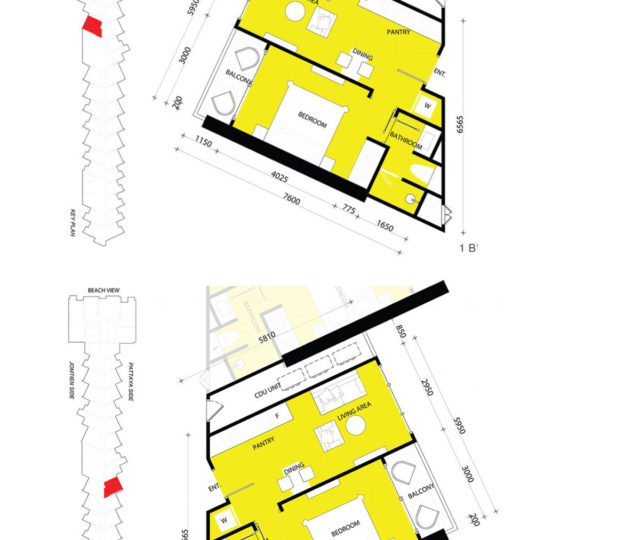 5950
AREA
PANTRY
3000
DINING
BALCONY
ENT.
W
200
BEDROOM
BATHROOM
6565
1150
4025
7600
775
1650
KEY PLAN
1 B
BEACH VIEW
JOMTIEN SIDE
PATTAYA SIDE
BATHROOM
5810
850
CDU UNIT
2950
F
LIVING AREA
5950
PANTRY
3000
DINING
ENT.
BALCONY
W
200
BEDROOM
565